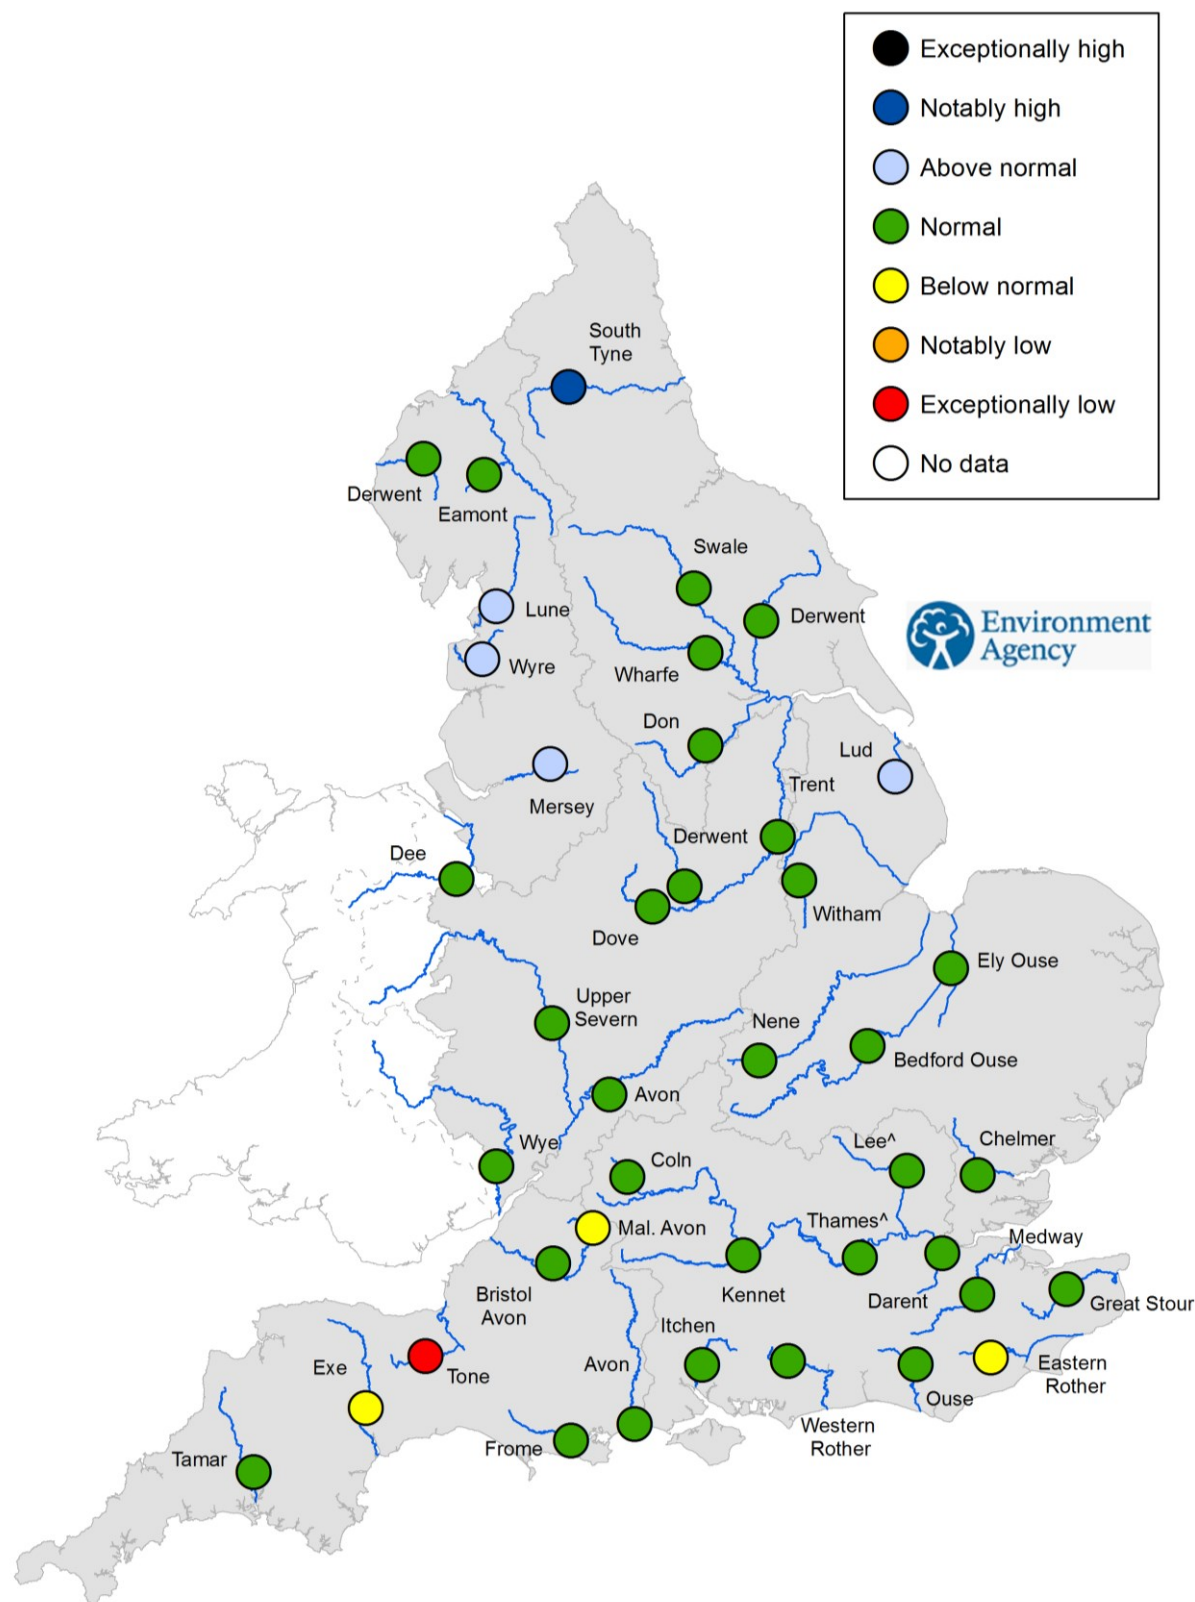 Exceptionally high
Notably high
Above normal
Normal
Below normal
Notably low
Exceptionally low
No data
South
Tyne
Derwent
Eamont
Swale
Lune
Derwent
Wyre
Wharfe
Environment
Agency
Don
Lud
Mersey
Trent
Derwent
Dee
Witham
Dove
Ely Ouse
Upper
Severn
Nene
Bedford Ouse
Avon
Wye
Coln
Lee^
Chelmer
Mal. Avon
Thames^
Medway
Bristol
Avon
Kennet
Darent
Great Stour
Itchen
Exe
Tone
Avon
Eastern
Rother
Ouse
Western
Rother
Frome
Tamar